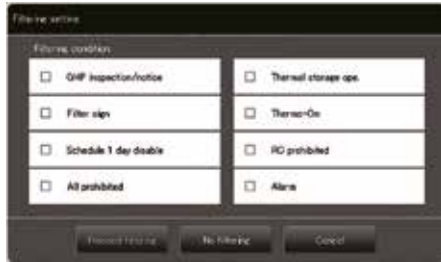 Filtering setting
Filtering condition
GHP inspection/notice
Thermal storage ope.
Filter sign
Thermo-On
Schedule 1 day disable
RC prohibited
All prohibited
Alarm
Proceed filtering
No filtering
Cancel